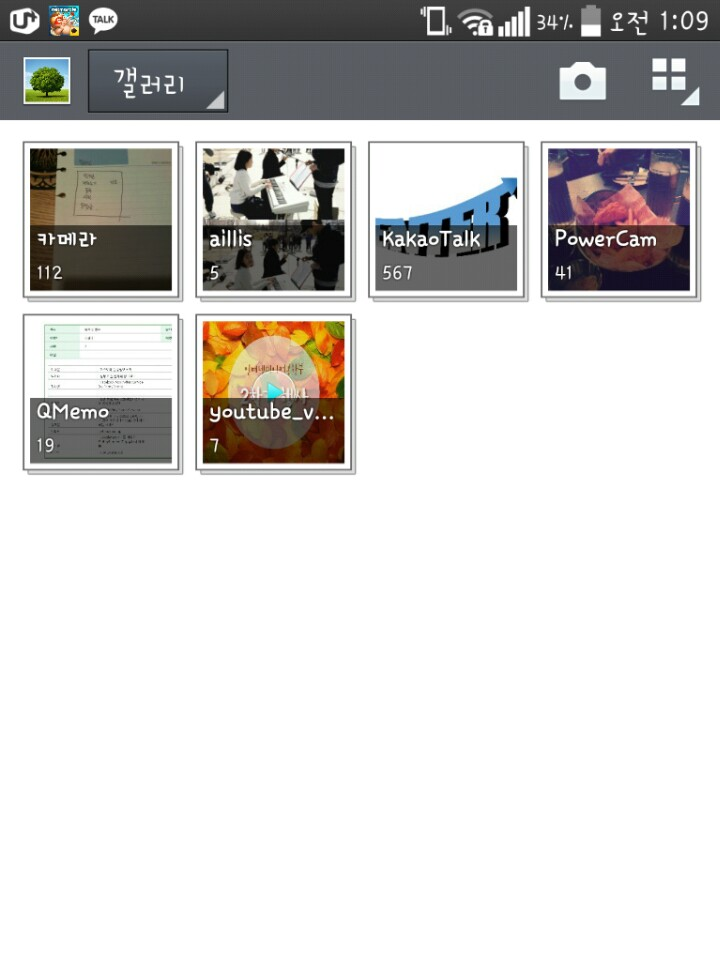 U+
TALK
34%
오전 1:09
갤러리
카메라
112
aillis
5
KakaoTalk
567
PowerCam
41
QMemo
19
youtube_v...
7